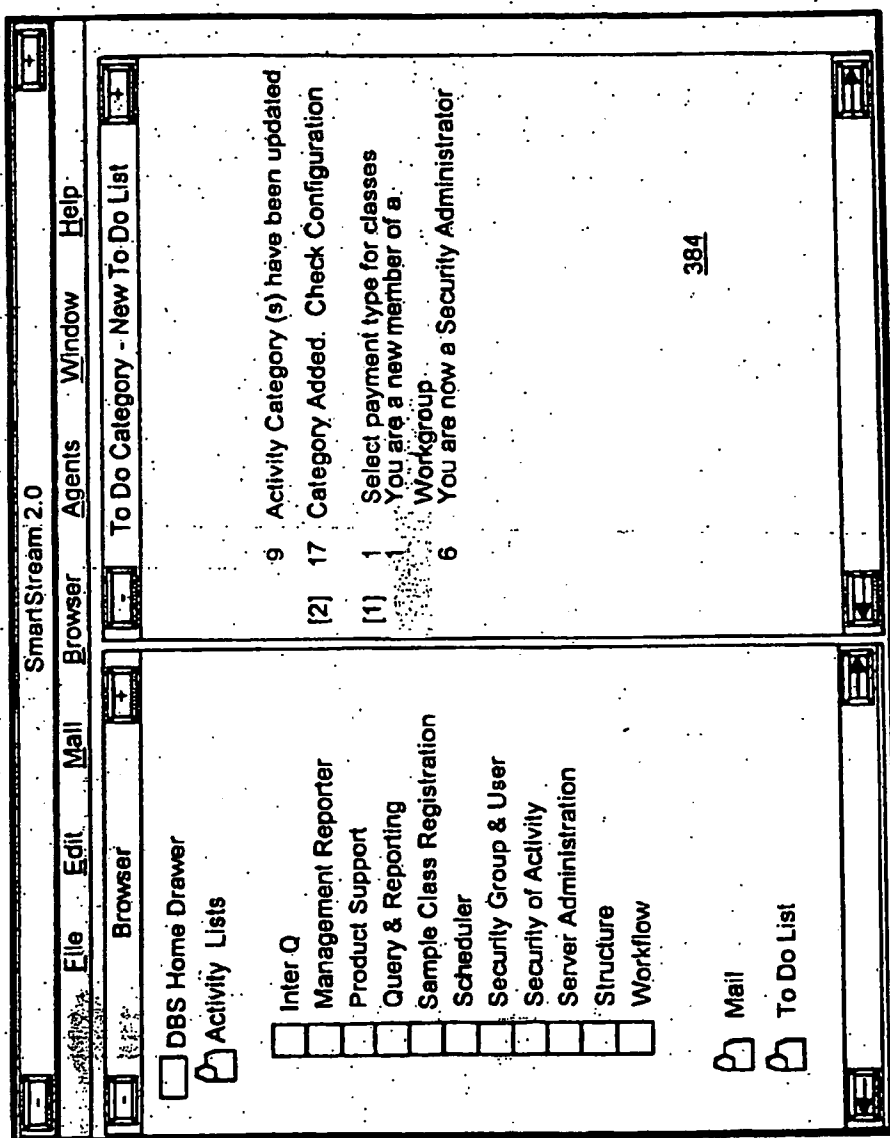 SmartStream 2.0
File Edit Mail Browser Agents Window Help
Browser
DBS Home Drawer
Activity Lists
Inter Q
Management Reporter
Product Support
Query & Reporting
Sample Class Registration
Scheduler
Security Group & User
Security of Activity
Server Administration
Structure
Workflow
Mail
To Do List
To Do Category - New To Do List
9 Activity Category (s) have been updated
[2] 17 Category Added. Check Configuration
[1] 1 Select payment type for classes
1 You are a new member of a
Workgroup
6 You are now a Security Administrator
384